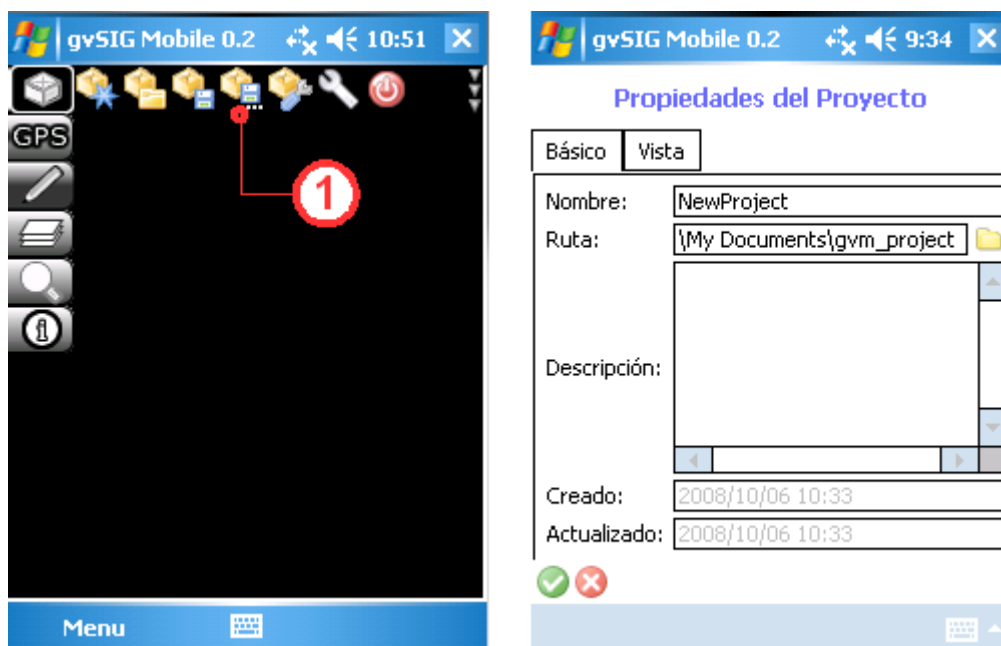 gvSIG Mobile 0.2 10:51
GPS
1
Menu
gvSIG Mobile 0.2 9:34
Propiedades del Proyecto
Básico Vista
Nombre: NewProject
Ruta: \My Documents\gvm_project
Descripción:
Creado: 2008/10/06 10:33
Actualizado: 2008/10/06 10:33